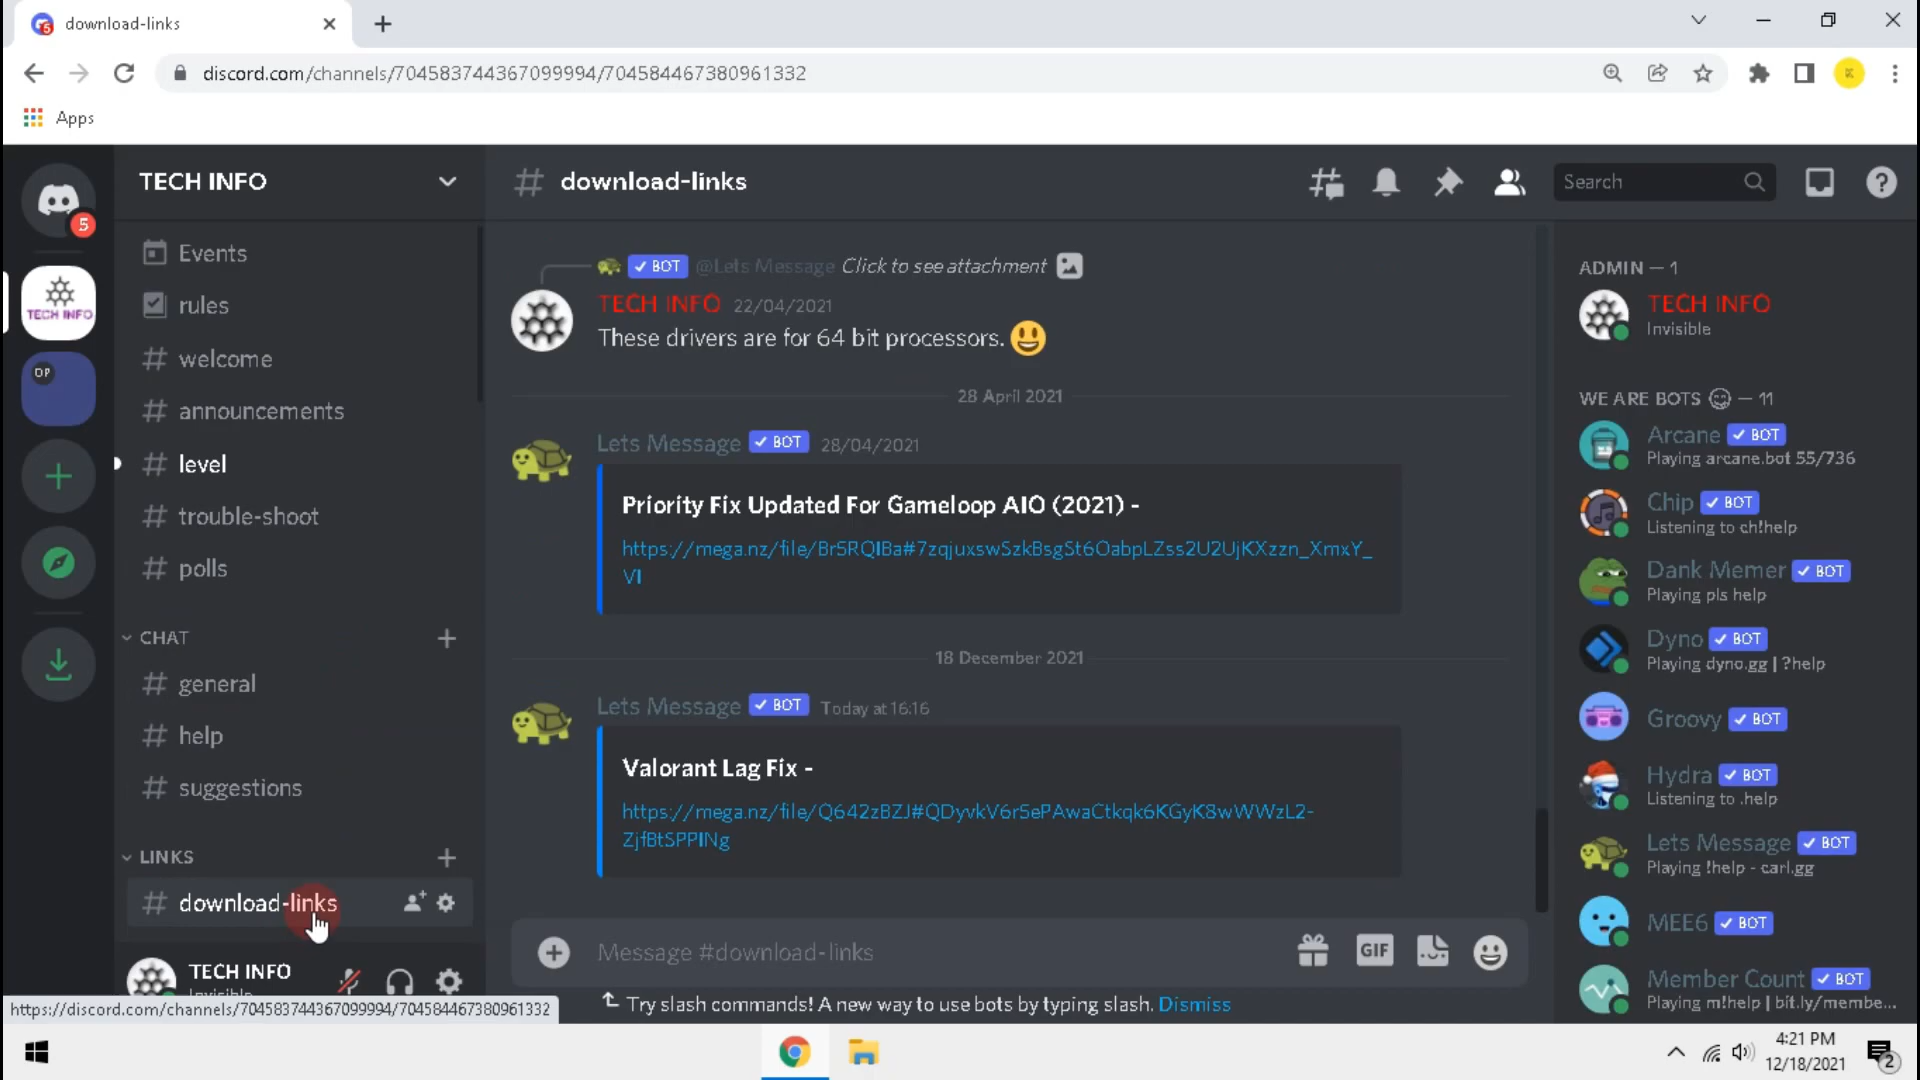 download-links
discord.com/channels/704583744367099994/704584467380961332
Apps
TECH INFO
# download-links
Search
5
TECH INFO
DP
Events
rules
# welcome
# announcements
# level
# trouble-shoot
# polls
CHAT
# general
# help
# suggestions
LINKS
# download-links
TECH INFO
Invisible
https://discord.com/channels/704583744367099994/704584467380961332
✓ BOT @Lets Message Click to see attachment
TECH INFO 22/04/2021
These drivers are for 64 bit processors. 😃
28 April 2021
Lets Message ✓ BOT 28/04/2021
Priority Fix Updated For Gameloop AIO (2021) -
https://mega.nz/file/Br5RQIBa#7zqjuxswSzkBsgSt6OabpLZss2U2UjKXzzn_XmxY_
VI
18 December 2021
Lets Message ✓ BOT Today at 16:16
Valorant Lag Fix -
https://mega.nz/file/Q642zBZJ#QDyvkV6r5ePAwaCtkqk6KGyK8wWWzL2-
ZjfBtSPPINg
Message #download-links
GIF
Try slash commands! A new way to use bots by typing slash. Dismiss
ADMIN — 1
TECH INFO
Invisible
WE ARE BOTS 😊 — 11
Arcane ✓ BOT
Playing arcane.bot 55/736
Chip ✓ BOT
Listening to ch!help
Dank Memer ✓ BOT
Playing pls help
Dyno ✓ BOT
Playing dyno.gg | ?help
Groovy ✓ BOT
Hydra ✓ BOT
Listening to .help
Lets Message ✓ BOT
Playing !help - carl.gg
MEE6 ✓ BOT
Member Count ✓ BOT
Playing m!help | bit.ly/membe...
4:21 PM
12/18/2021
2